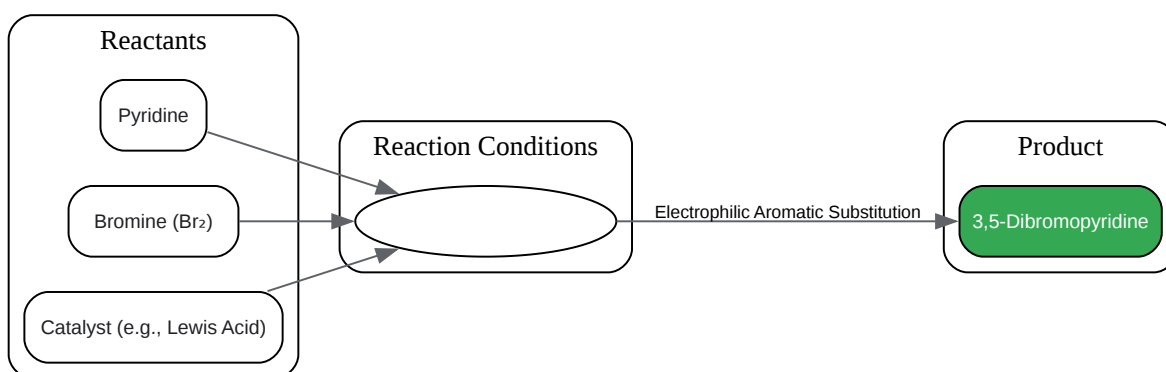 Reactants
Pyridine
Bromine (Br₂)
Catalyst (e.g., Lewis Acid)
Reaction Conditions
Electrophilic Aromatic Substitution
Product
3,5-Dibromopyridine